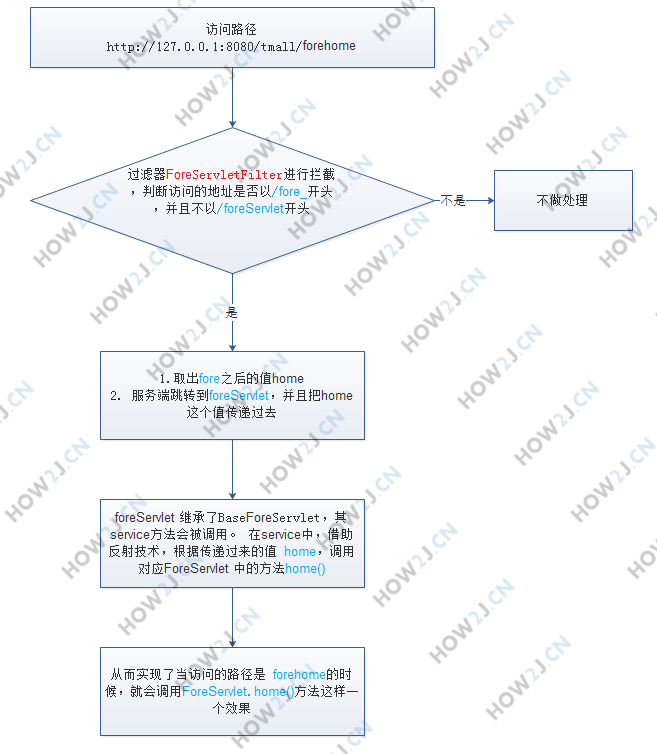 访问路径
http://127.0.0.1:8080/tmall/forehome
过滤器ForeServletFilter进行拦截
，判断访问的地址是否以/fore_开头
，并且不以/foreServlet开头
不是
不做处理
是
1.取出fore之后的值home
2. 服务端跳转到foreServlet，并且把home
这个值传递过去
foreServlet 继承了BaseForeServlet，其
service方法会被调用。 在service中，借助
反射技术，根据传递过来的值 home，调用
对应ForeServlet 中的方法home()
从而实现了当访问的路径是 forehome的时
候，就会调用ForeServlet.home()方法这样一
个效果
HOW2J.CN